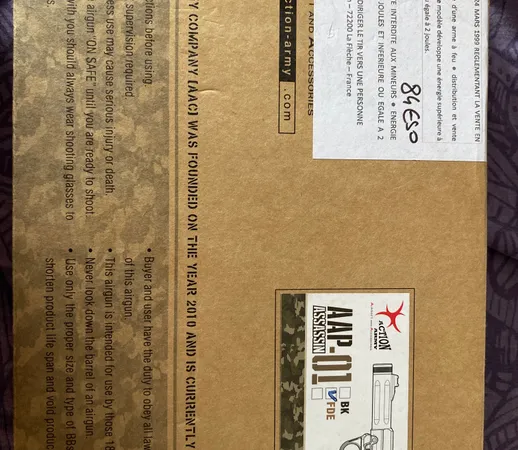 24 MARS 1999 REGLEMENTANT LA VENTE EN
d'une arme à feu • distribution et vente
e modèle développe une énergie supérieure à
égale à 2 joules.
E INTERDITE AUX MINEURS • ENERGIE
JOULES ET INFERIEURE OU EGALE A 2
DIRIGER LE TIR VERS UNE PERSONNE
– 72200 La Flèche – France
84€50
AND ACCESSORIES
ction-army.com
ACTION
ARMY
AAP-01
ASSASSIN
BK
FDE
Y COMPANY (AAC) WAS FOUNDED ON THE YEAR 2010 AND IS CURRENTLY
ctions before using
supervision required
ess use may cause serious injury or death.
airgun "ON SAFE" until you are ready to shoot.
with you should always wear shooting glasses to
s.
• Buyer and user have the duty to obey all law
of this airgun.
• This airgun is intended for use by those 18
• Never look down the barrel of an airgun.
• Use only the proper size and type of BBs
shorten product life span and void produc